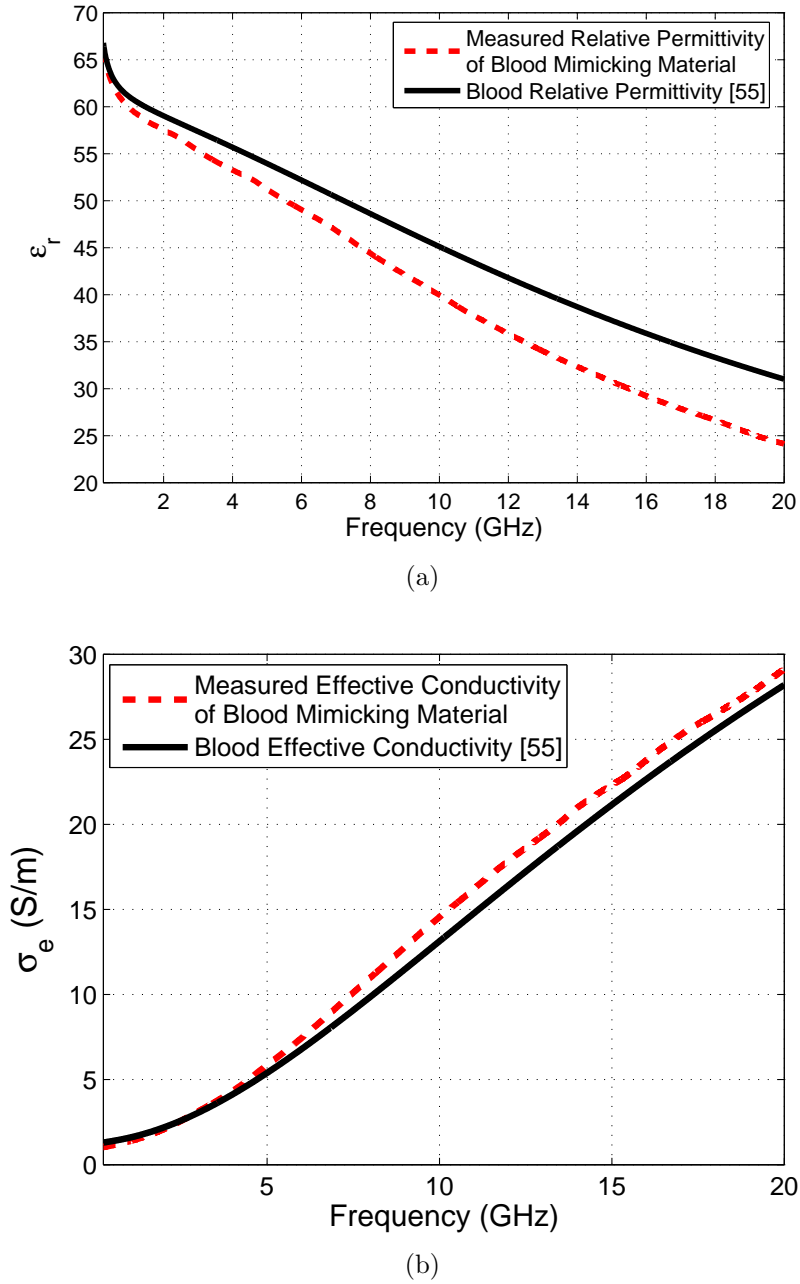 70
65
60
55
50
45
40
35
30
25
20
ε_r
Measured Relative Permittivity
of Blood Mimicking Material
Blood Relative Permittivity [55]
2 4 6 8 10 12 14 16 18 20
Frequency (GHz)
(a)
30
25
20
15
10
5
0
σ_e (S/m)
Measured Effective Conductivity
of Blood Mimicking Material
Blood Effective Conductivity [55]
5 10 15 20
Frequency (GHz)
(b)